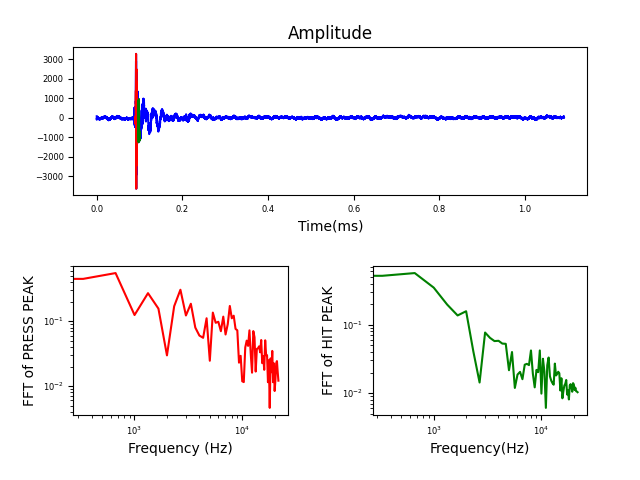 Amplitude
3000
2000
1000
0
−1000
−2000
−3000
0.0 0.2 0.4 0.6 0.8 1.0
Time(ms)
FFT of PRESS PEAK
10⁻¹
10⁻²
10³ 10⁴
Frequency (Hz)
FFT of HIT PEAK
10⁻¹
10⁻²
10³ 10⁴
Frequency(Hz)